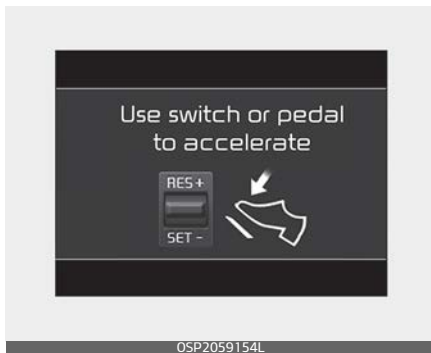 Use switch or pedal
to accelerate
RES +
SET -
OSP2059154L